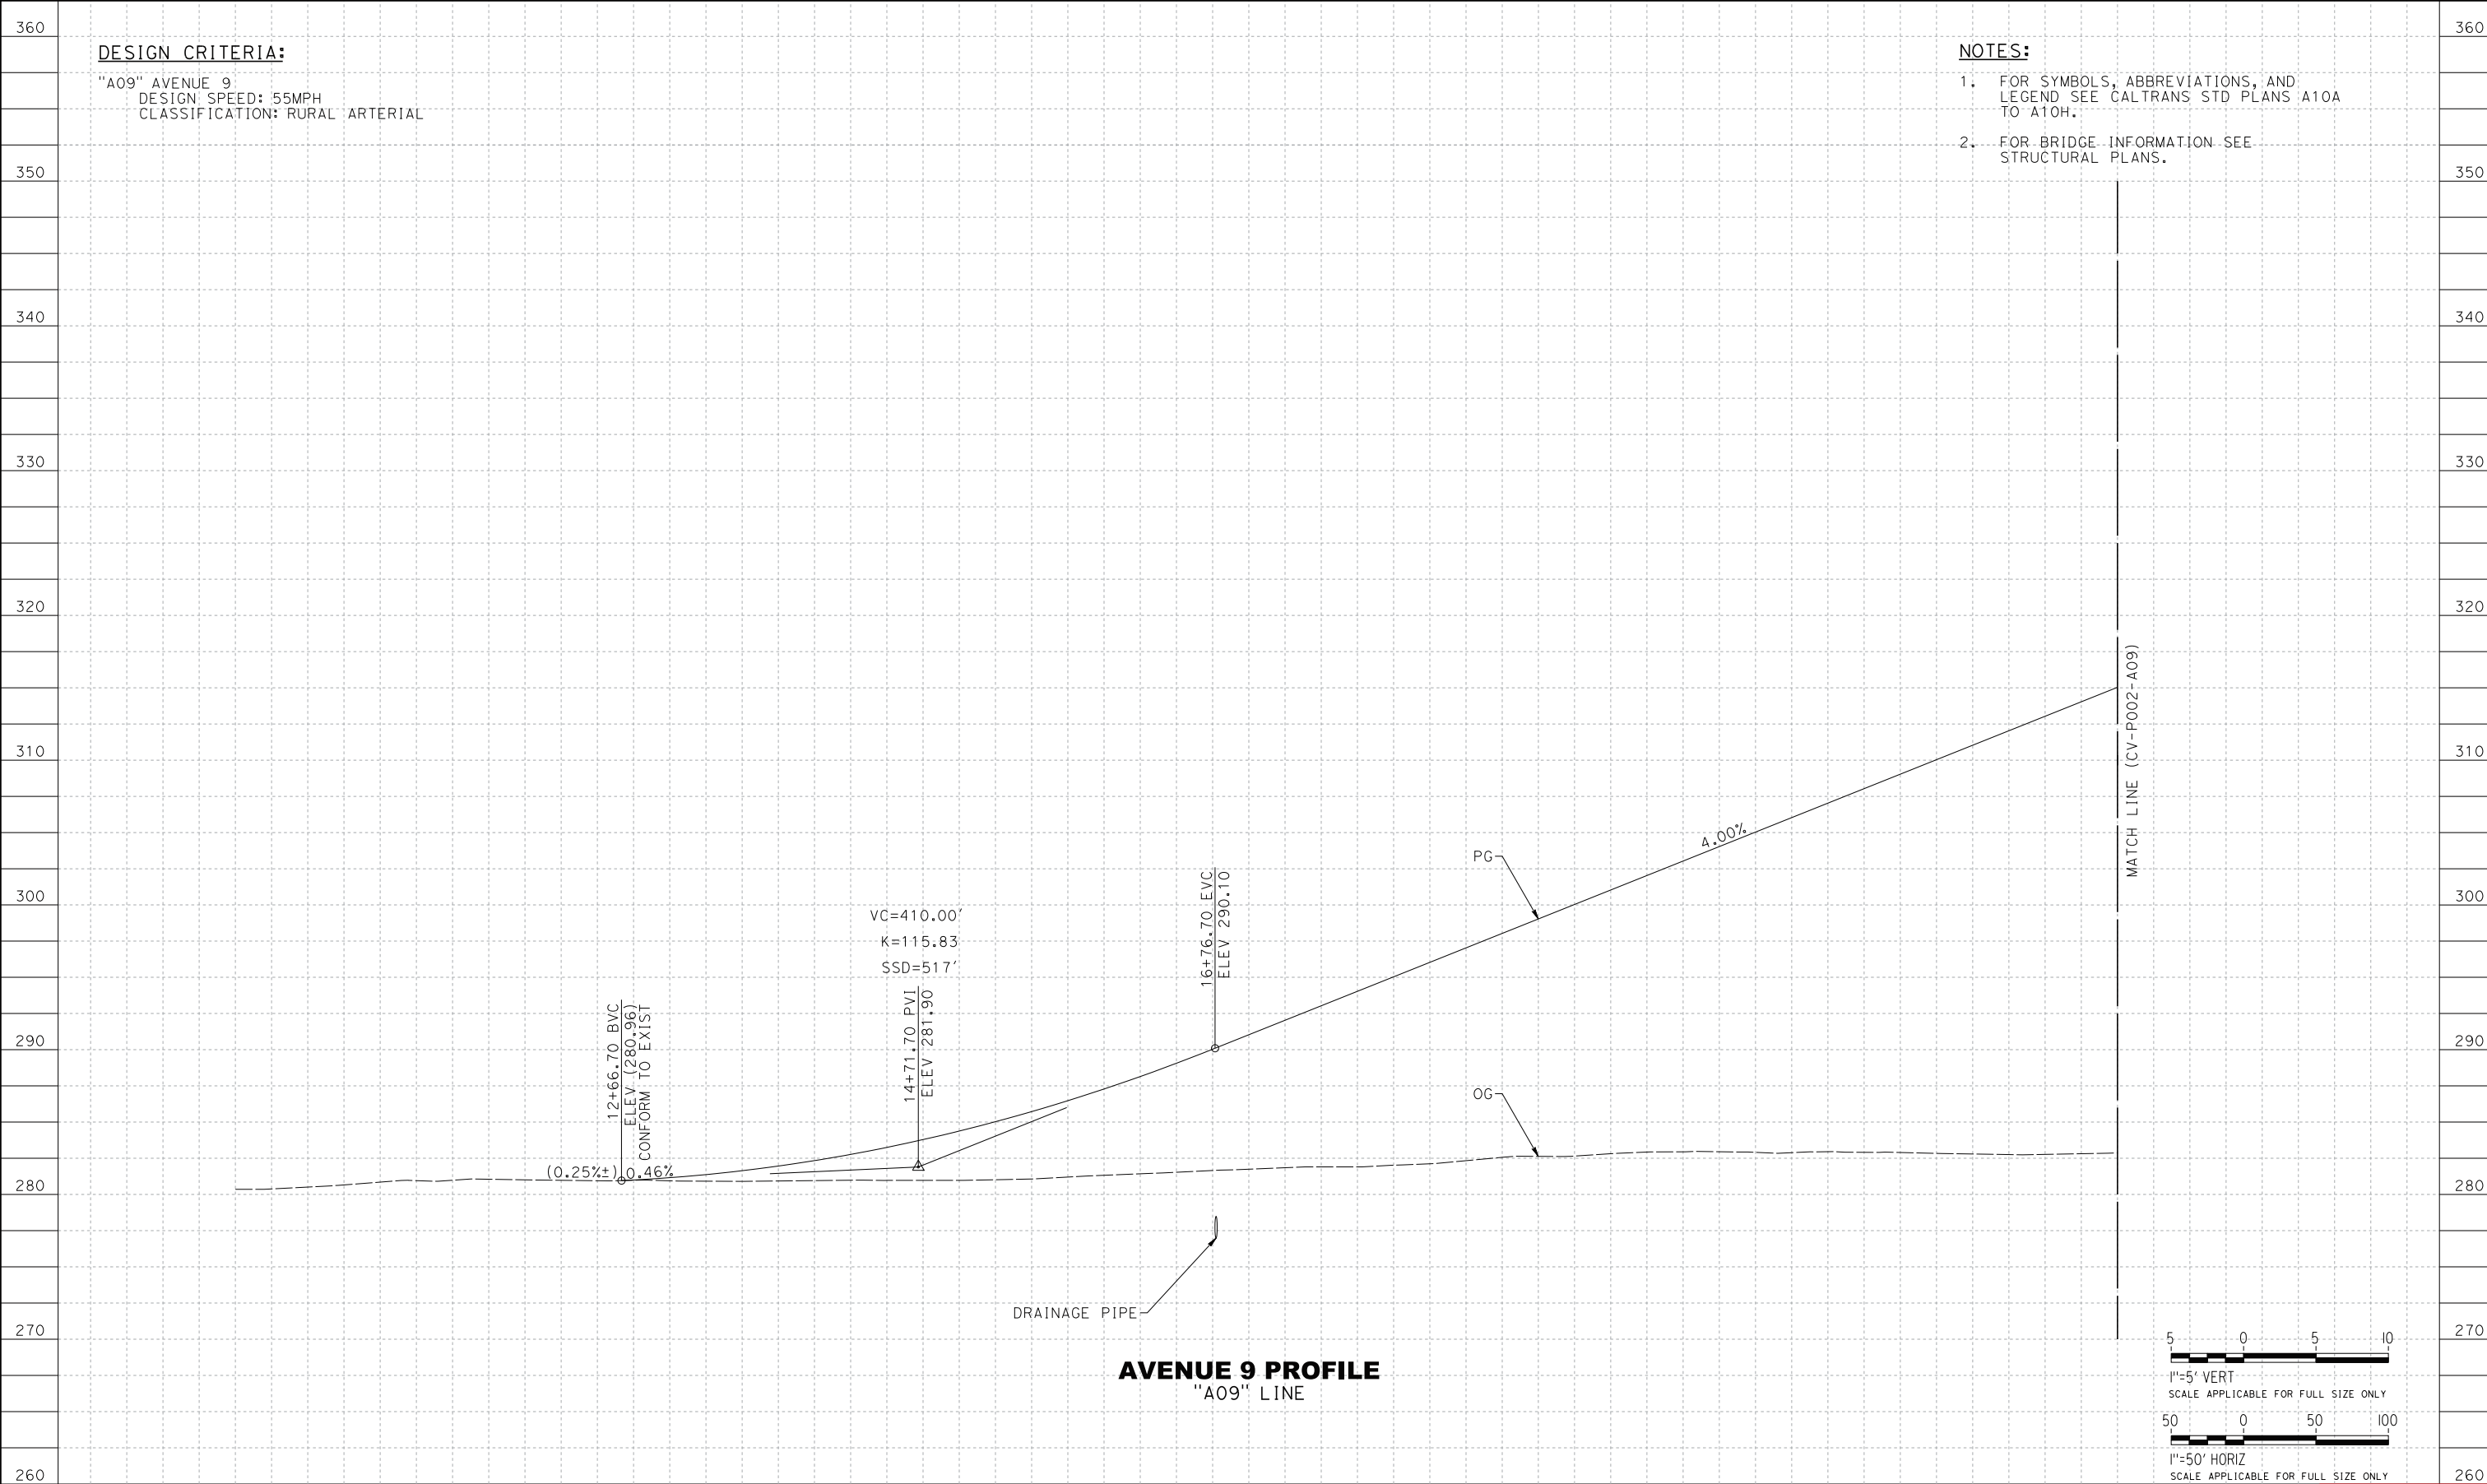 360
350
340
330
320
310
300
290
280
270
260
DESIGN CRITERIA:
"A09" AVENUE 9
DESIGN SPEED: 55MPH
CLASSIFICATION: RURAL ARTERIAL
NOTES:
1. FOR SYMBOLS, ABBREVIATIONS, AND
LEGEND SEE CALTRANS STD PLANS A10A
TO A10H.
2. FOR BRIDGE INFORMATION SEE
STRUCTURAL PLANS.
MATCH LINE (CV-P002-A09)
4.00%
PG
OG
VC=410.00'
K=115.83
SSD=517'
12+66.70 BVC
ELEV (280.96)
CONFORM TO EXIST
14+71.70 PVI
ELEV 281.90
16+76.70 EVC
ELEV 290.10
(0.25%±) 0.46%
DRAINAGE PIPE
AVENUE 9 PROFILE
"A09" LINE
5 0 5 10
1"=5' VERT
SCALE APPLICABLE FOR FULL SIZE ONLY
50 0 50 100
1"=50' HORIZ
SCALE APPLICABLE FOR FULL SIZE ONLY
360
350
340
330
320
310
300
290
280
270
260